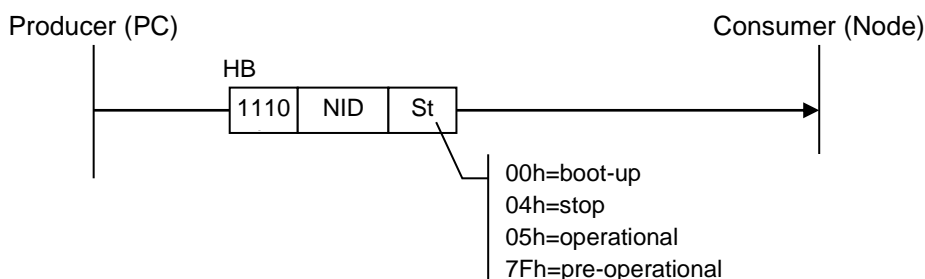 Producer (PC) Consumer (Node)
HB
1110 NID St
00h=boot-up
04h=stop
05h=operational
7Fh=pre-operational